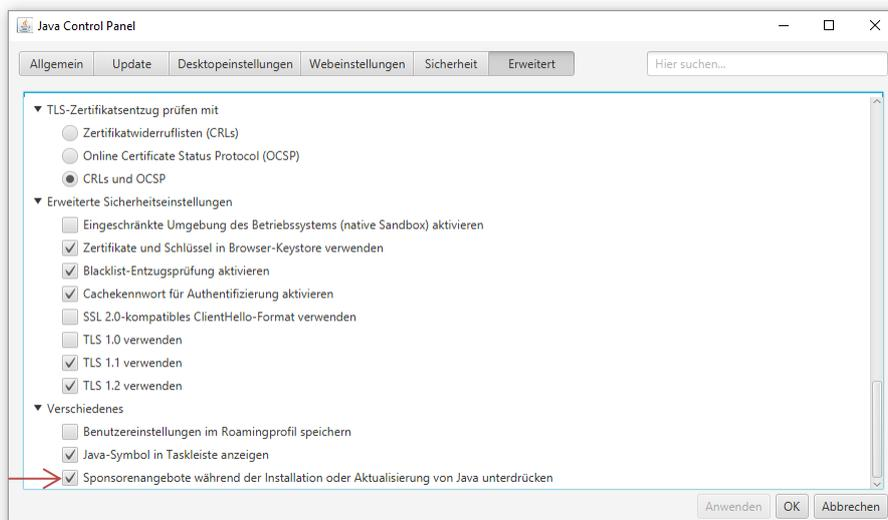 Java Control Panel
Allgemein Update Desktopeinstellungen Webeinstellungen Sicherheit Erweitert Hier suchen...
TLS-Zertifikatsentzug prüfen mit
Zertifikatwiderruflisten (CRLs)
Online Certificate Status Protocol (OCSP)
CRLs und OCSP
Erweiterte Sicherheitseinstellungen
Eingeschränkte Umgebung des Betriebssystems (native Sandbox) aktivieren
Zertifikate und Schlüssel in Browser-Keystore verwenden
Blacklist-Entzugsprüfung aktivieren
Cachekennwort für Authentifizierung aktivieren
SSL 2.0-kompatibles ClientHello-Format verwenden
TLS 1.0 verwenden
TLS 1.1 verwenden
TLS 1.2 verwenden
Verschiedenes
Benutzereinstellungen im Roamingprofil speichern
Java-Symbol in Taskleiste anzeigen
Sponsorenangebote während der Installation oder Aktualisierung von Java unterdrücken
Anwenden OK Abbrechen